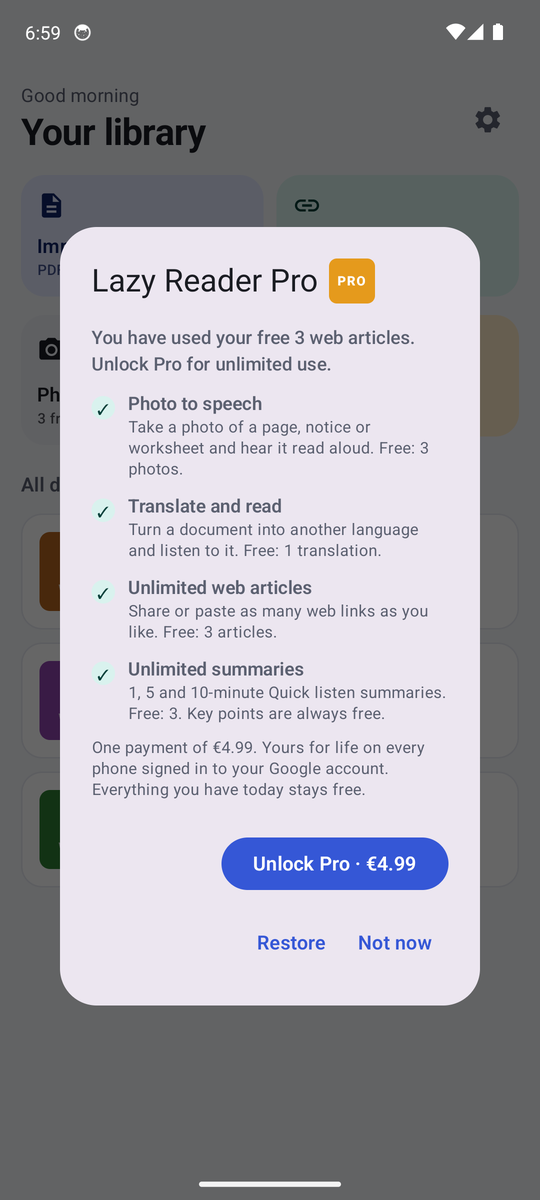 6:59
Good morning
Your library
Im
PDF
Ph
3 fr
All d
Lazy Reader Pro PRO
You have used your free 3 web articles.
Unlock Pro for unlimited use.
✓ Photo to speech
Take a photo of a page, notice or
worksheet and hear it read aloud. Free: 3
photos.
✓ Translate and read
Turn a document into another language
and listen to it. Free: 1 translation.
✓ Unlimited web articles
Share or paste as many web links as you
like. Free: 3 articles.
✓ Unlimited summaries
1, 5 and 10-minute Quick listen summaries.
Free: 3. Key points are always free.
One payment of €4.99. Yours for life on every
phone signed in to your Google account.
Everything you have today stays free.
Unlock Pro · €4.99
Restore Not now